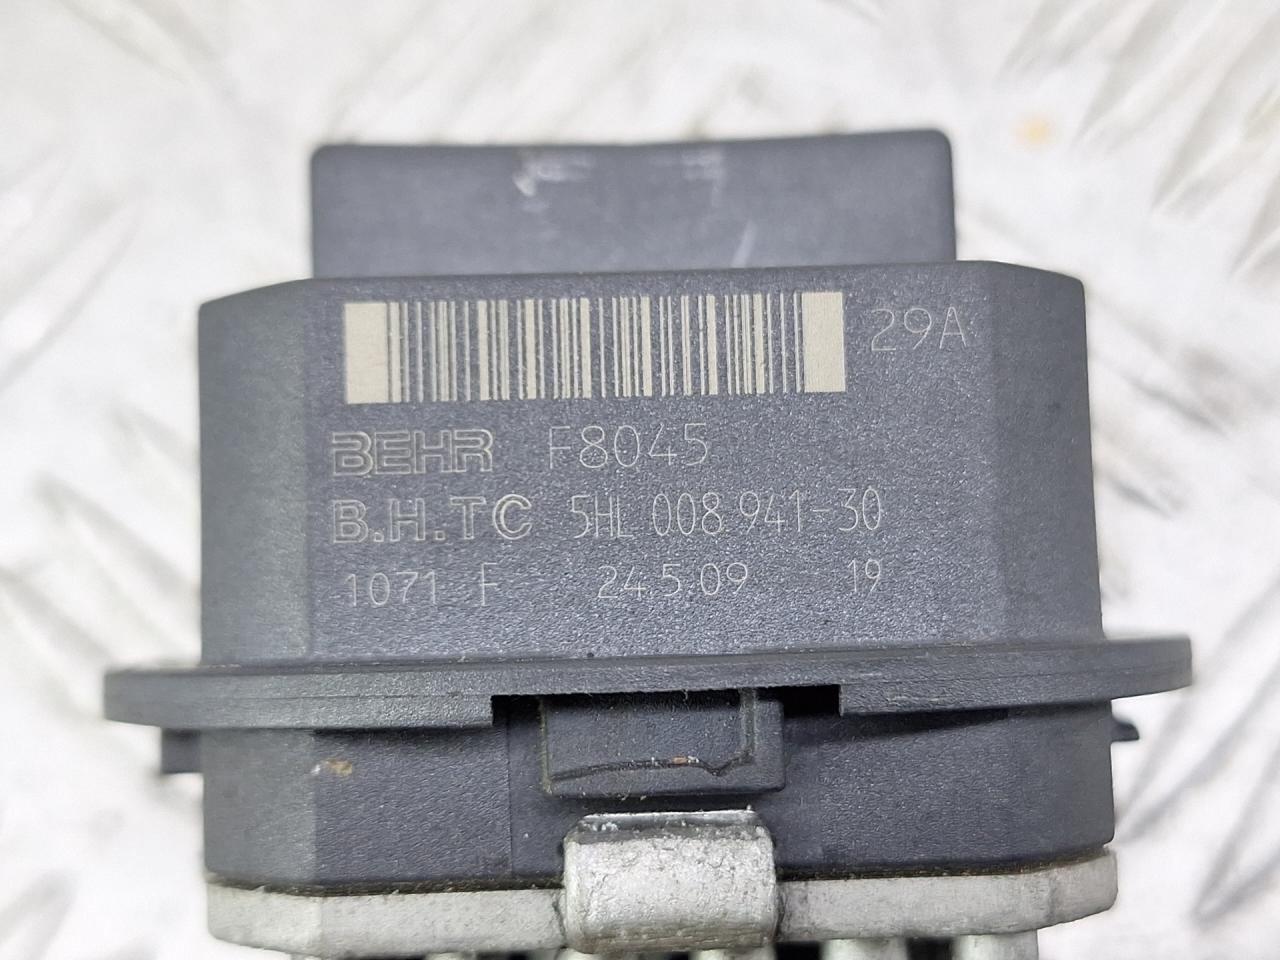 29A
BEHR F8045
B.H.TC 5HL 008 941-30
1071 F 24.5.09 19